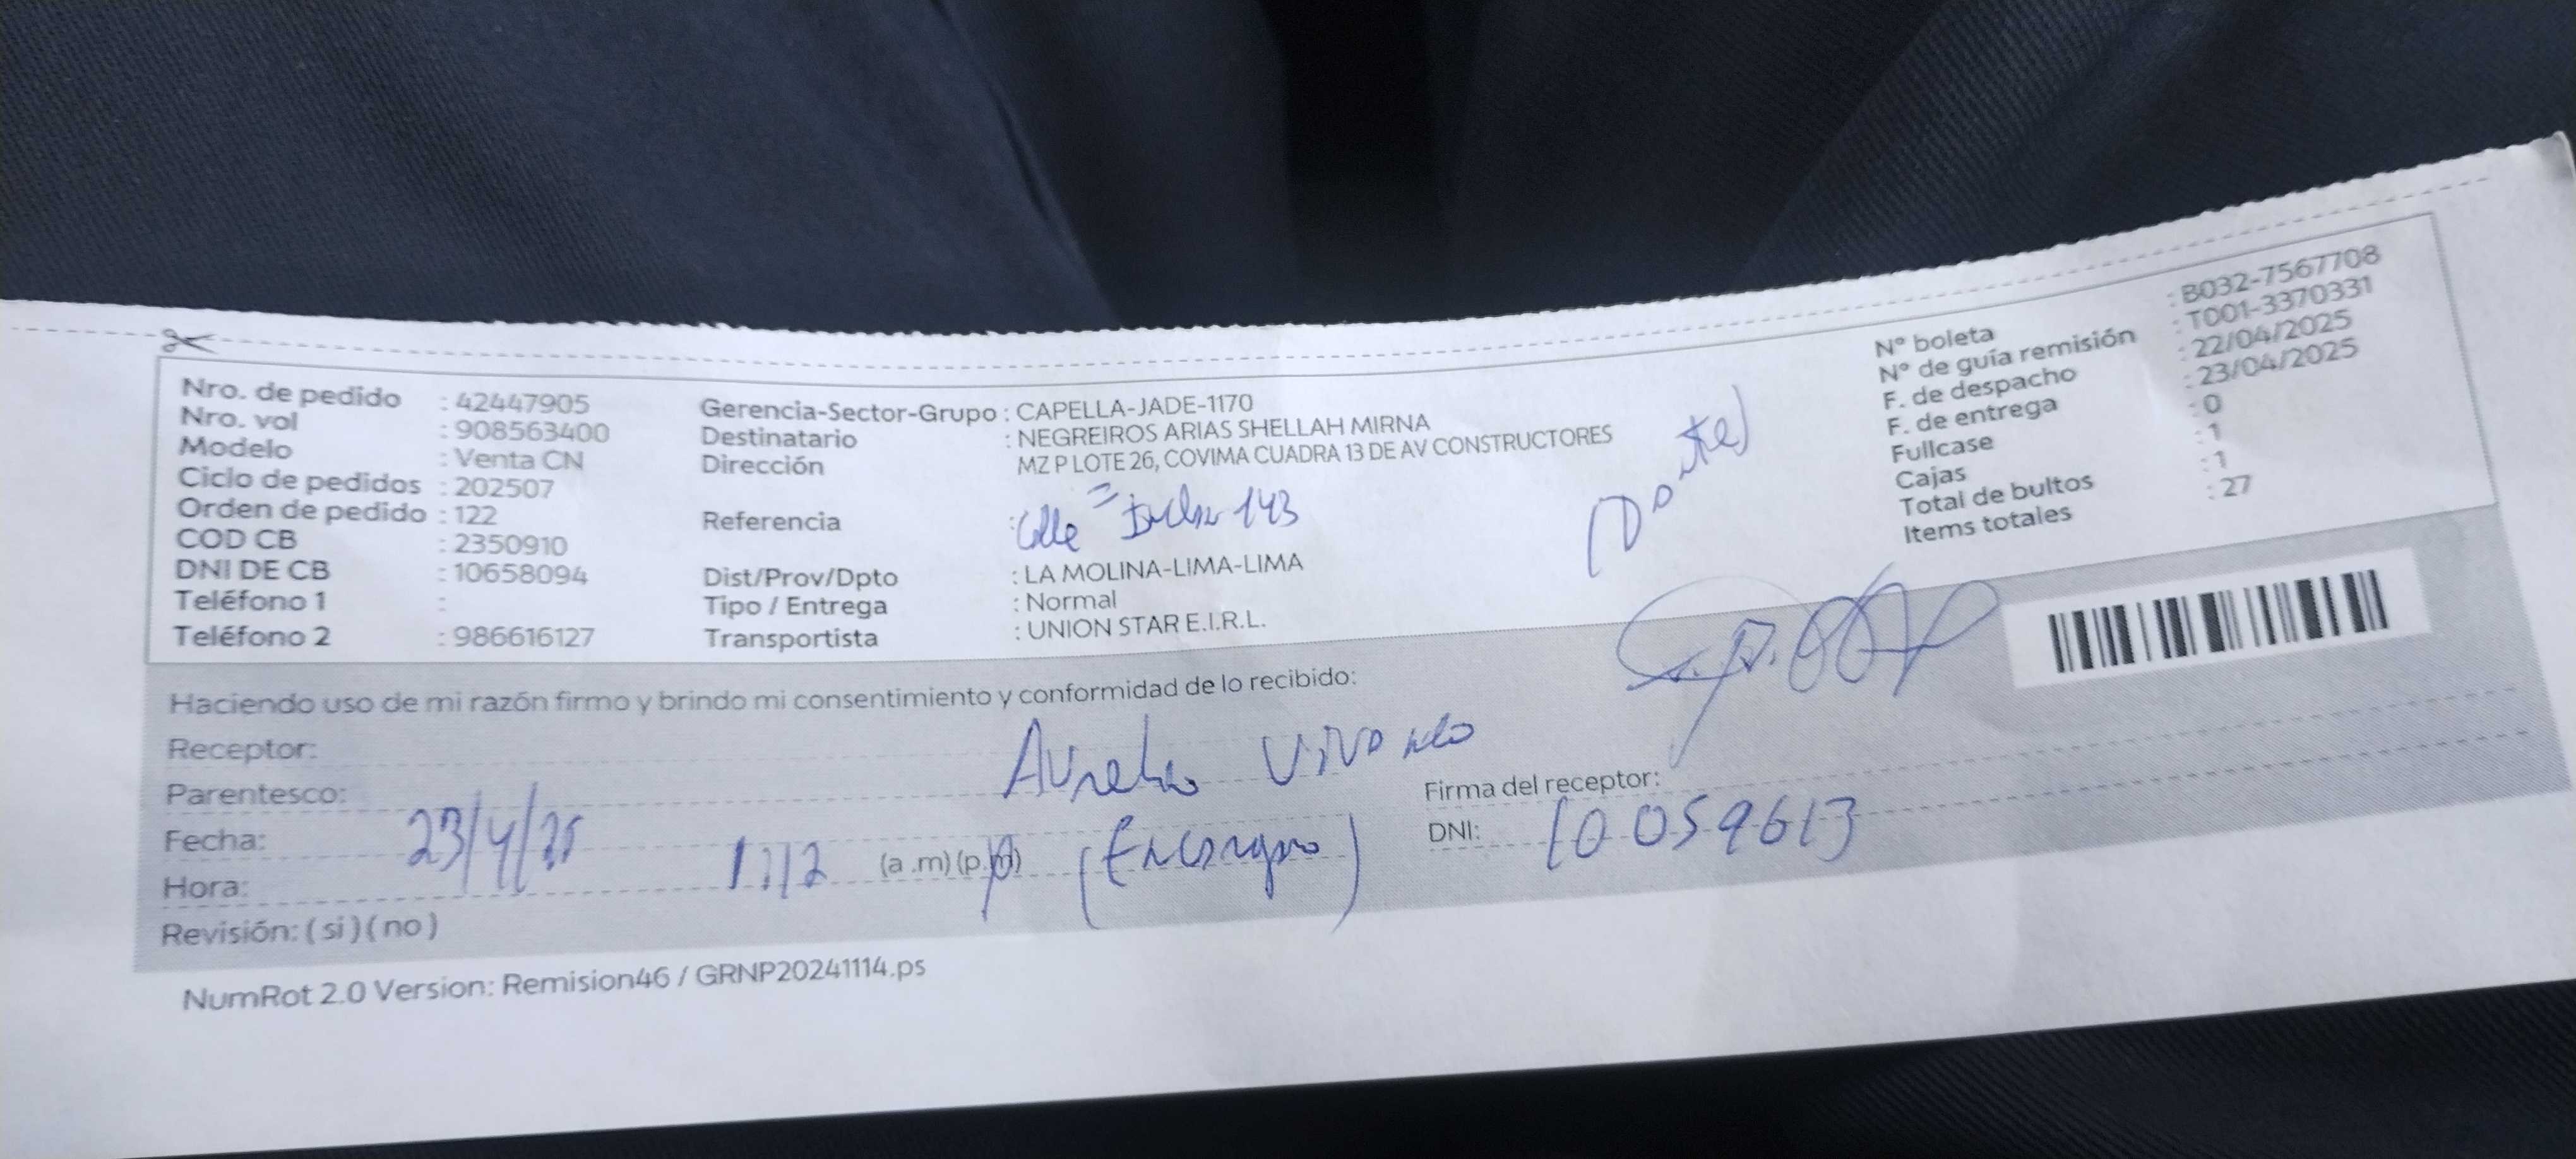 Nro. de pedido : 42447905
Nro. vol : 908563400
Modelo : Venta CN
Ciclo de pedidos : 202507
Orden de pedido : 122
COD CB : 2350910
DNI DE CB : 10658094
Teléfono 1 :
Teléfono 2 : 986616127
Gerencia-Sector-Grupo : CAPELLA-JADE-1170
Destinatario : NEGREIROS ARIAS SHELLAH MIRNA
Dirección MZ P LOTE 26, COVIMA CUADRA 13 DE AV CONSTRUCTORES
Referencia : Calle 143
Dist/Prov/Dpto : LA MOLINA-LIMA-LIMA
Tipo / Entrega : Normal
Transportista : UNION STAR E.I.R.L.
N° boleta : B032-7567708
N° de guía remisión : T001-3370331
F. de despacho : 22/04/2025
F. de entrega : 23/04/2025
Fullcase : 0
Cajas : 1
Total de bultos : 1
Items totales : 27
Haciendo uso de mi razón firmo y brindo mi consentimiento y conformidad de lo recibido:
Receptor:
Parentesco:
Fecha: 23/4/25
Hora: (a .m) (p.m)
Revisión: ( si ) ( no )
Firma del receptor:
DNI: 10059613
NumRot 2.0 Version: Remision46 / GRNP20241114.ps